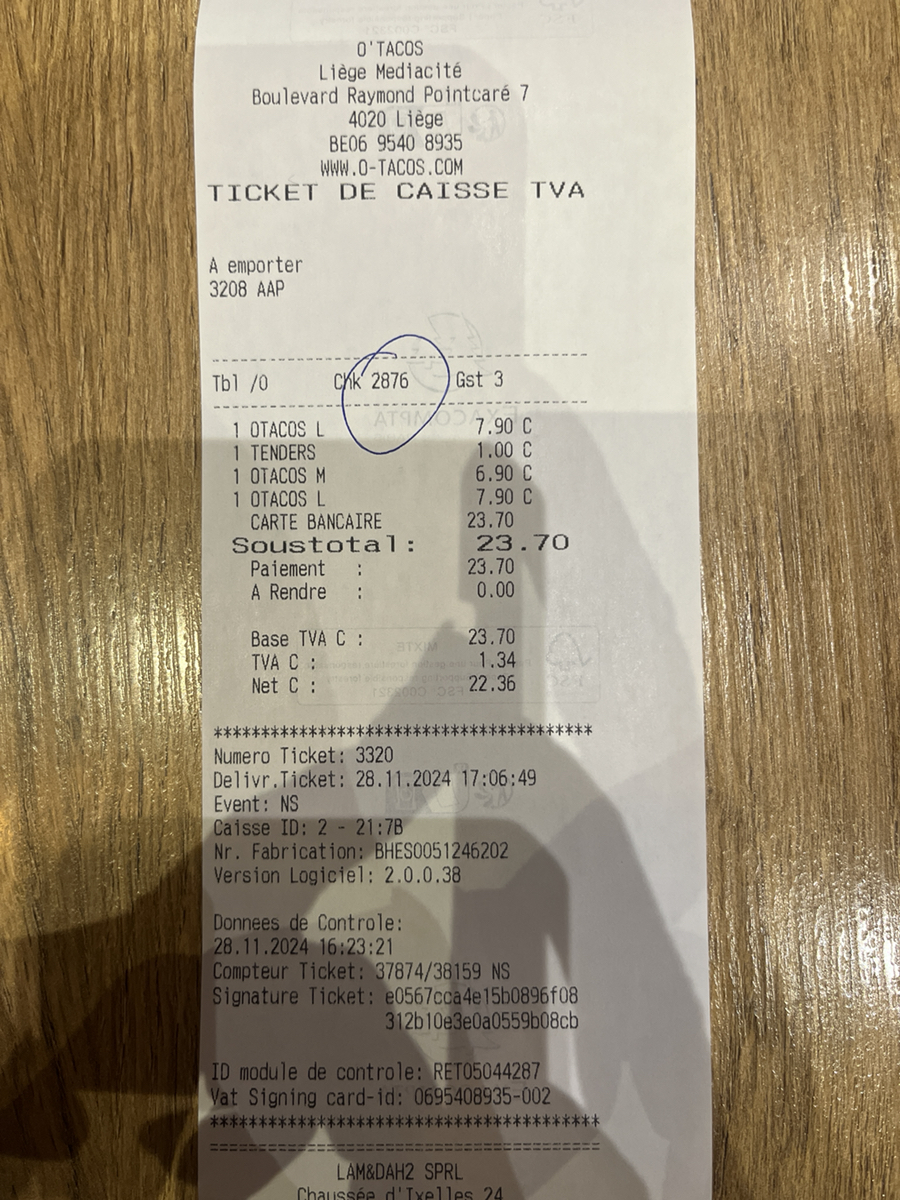 O'TACOS
Liège Mediacité
Boulevard Raymond Pointcaré 7
4020 Liège
BE06 9540 8935
WWW.O-TACOS.COM
TICKET DE CAISSE TVA
A emporter
3208 AAP
Tbl /0 Chk 2876 Gst 3
1 OTACOS L 7.90 C
1 TENDERS 1.00 C
1 OTACOS M 6.90 C
1 OTACOS L 7.90 C
CARTE BANCAIRE 23.70
Soustotal: 23.70
Paiement : 23.70
A Rendre : 0.00
Base TVA C : 23.70
TVA C : 1.34
Net C : 22.36
****************************************
Numero Ticket: 3320
Delivr.Ticket: 28.11.2024 17:06:49
Event: NS
Caisse ID: 2 - 21:7B
Nr. Fabrication: BHES0051246202
Version Logiciel: 2.0.0.38
Donnees de Controle:
28.11.2024 16:23:21
Compteur Ticket: 37874/38159 NS
Signature Ticket: e0567cca4e15b0896f08
312b10e3e0a0559b08cb
ID module de controle: RET05044287
Vat Signing card-id: 0695408935-002
****************************************
========================================
LAM&DAH2 SPRL
Chaussée d'Ixelles 24